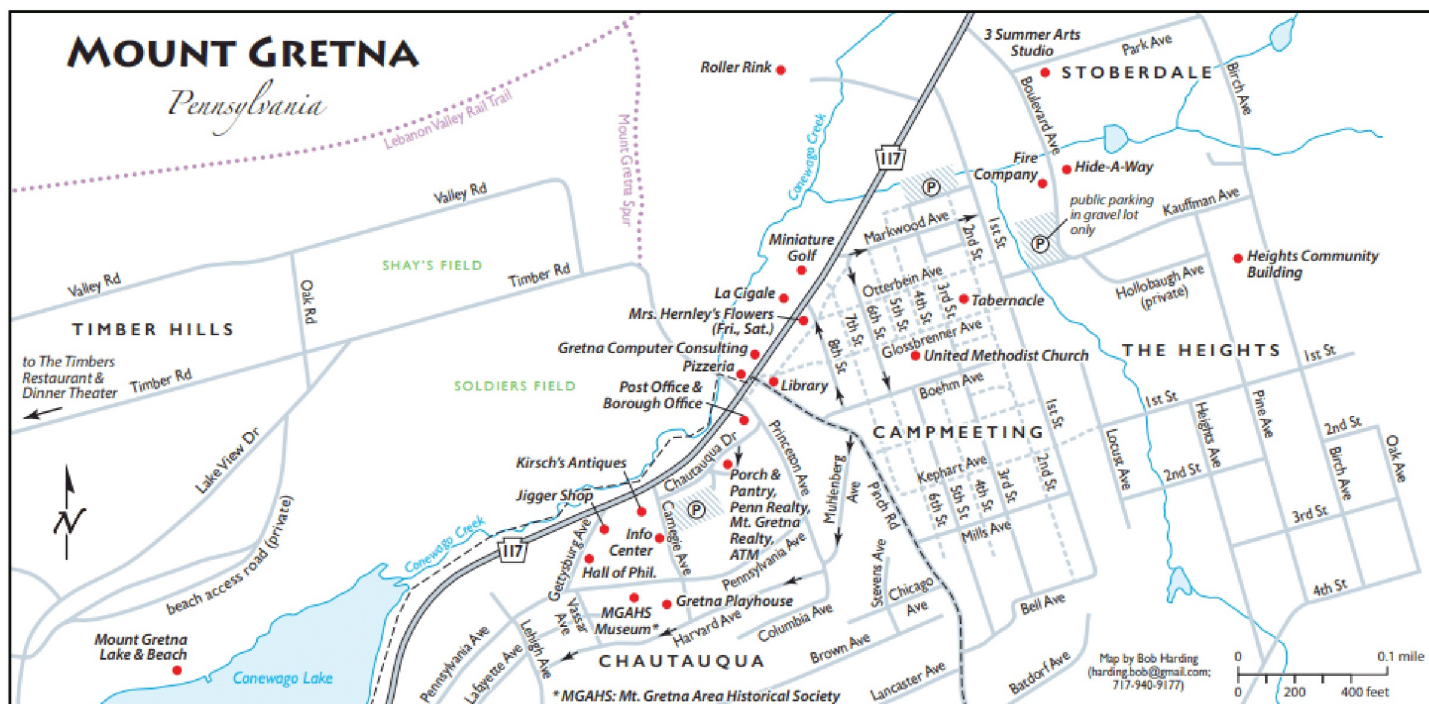 MOUNT GRETNA
Pennsylvania
Lebanon Valley Rail Trail
Mount Gretna Spur
Roller Rink
Conewago Creek
117
3 Summer Arts
Studio
Park Ave
STOBERDALE
Boulevard Ave
Birch Ave
Fire
Company
Hide-A-Way
P
public parking
in gravel lot
only
P
Kauffman Ave
Valley Rd
Valley Rd
SHAY'S FIELD
Timber Rd
Oak Rd
TIMBER HILLS
to The Timbers
Restaurant &
Dinner Theater
Timber Rd
SOLDIERS FIELD
Lake View Dr
beach access road (private)
N
Miniature
Golf
La Cigale
Mrs. Hernley's Flowers
(Fri., Sat.)
Gretna Computer Consulting
Pizzeria
Post Office &
Borough Office
Library
Markwood Ave
1st St
2nd St
Otterbein Ave
3rd St
4th St
5th St
6th St
7th St
8th St
Tabernacle
Glossbrenner Ave
United Methodist Church
Boehm Ave
Hollobaugh Ave
(private)
Heights Community
Building
THE HEIGHTS
1st St
1st St
CAMPMEETING
1st St
2nd St
3rd St
4th St
5th St
6th St
Kephart Ave
Mills Ave
Locust Ave
Heights Ave
Pine Ave
2nd St
2nd St
Birch Ave
Oak Ave
3rd St
4th St
Kirsch's Antiques
Jigger Shop
Chautauqua Dr
Princeton Ave
Muhlenberg
Ave
Pinch Rd
P
Porch &
Pantry,
Penn Realty,
Mt. Gretna
Realty,
ATM
Info
Center
Carnegie Ave
Gettysburg Ave
Hall of Phil.
117
Conewago Creek
Pennsylvania Ave
Stevens Ave
Chicago
Ave
Bell Ave
MGAHS
Museum*
Gretna Playhouse
Vassar
Ave
Harvard Ave
Columbia Ave
Brown Ave
Lancaster Ave
Batdorf Ave
Lehigh Ave
Pennsylvania Ave
Lafayette Ave
CHAUTAUQUA
* MGAHS: Mt. Gretna Area Historical Society
Mount Gretna
Lake & Beach
Conewago Lake
Map by Bob Harding
(harding.bob@gmail.com;
717-940-9177)
0 0.1 mile
0 200 400 feet